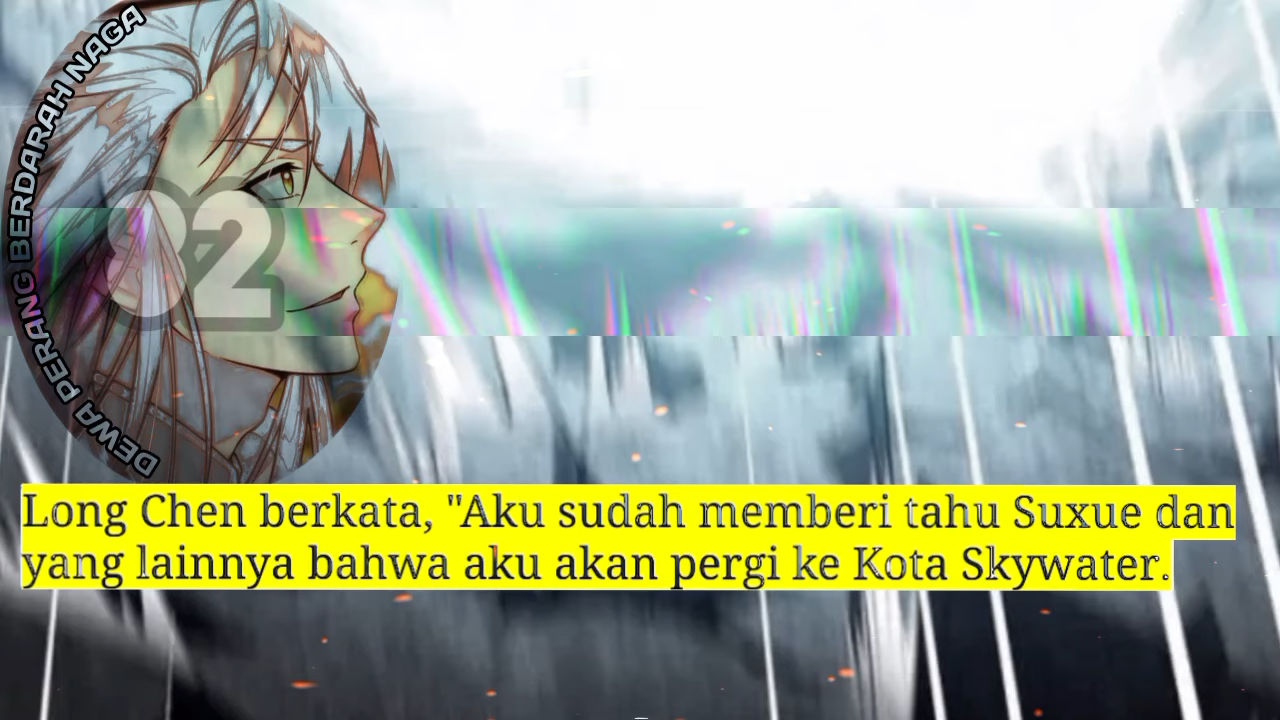 DEWA PERANG BERDARAH NAGA
82
Long Chen berkata, "Aku sudah memberi tahu Suxue dan
yang lainnya bahwa aku akan pergi ke Kota Skywater.